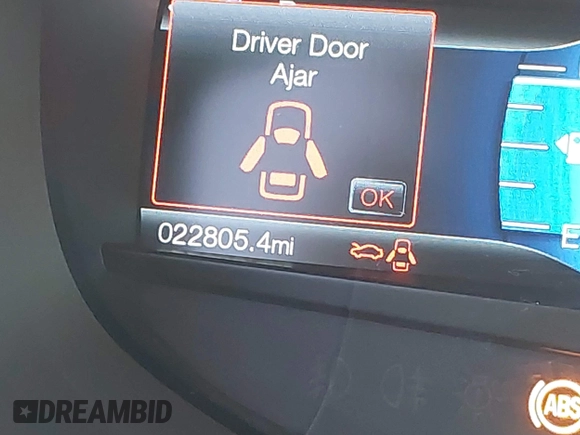 Driver Door
Ajar
OK
022805.4mi
E
ABS
DREAMBID